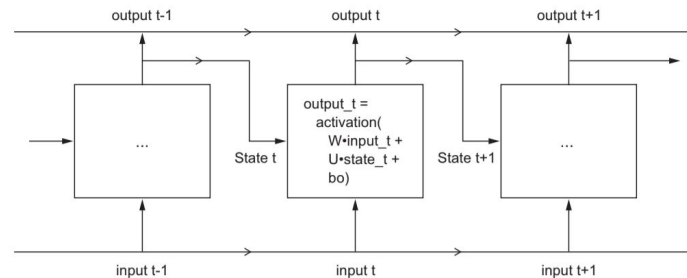 output t-1
output t
output t+1
...
output_t =
activation(
W•input_t +
U•state_t +
bo)
...
State t
State t+1
input t-1
input t
input t+1